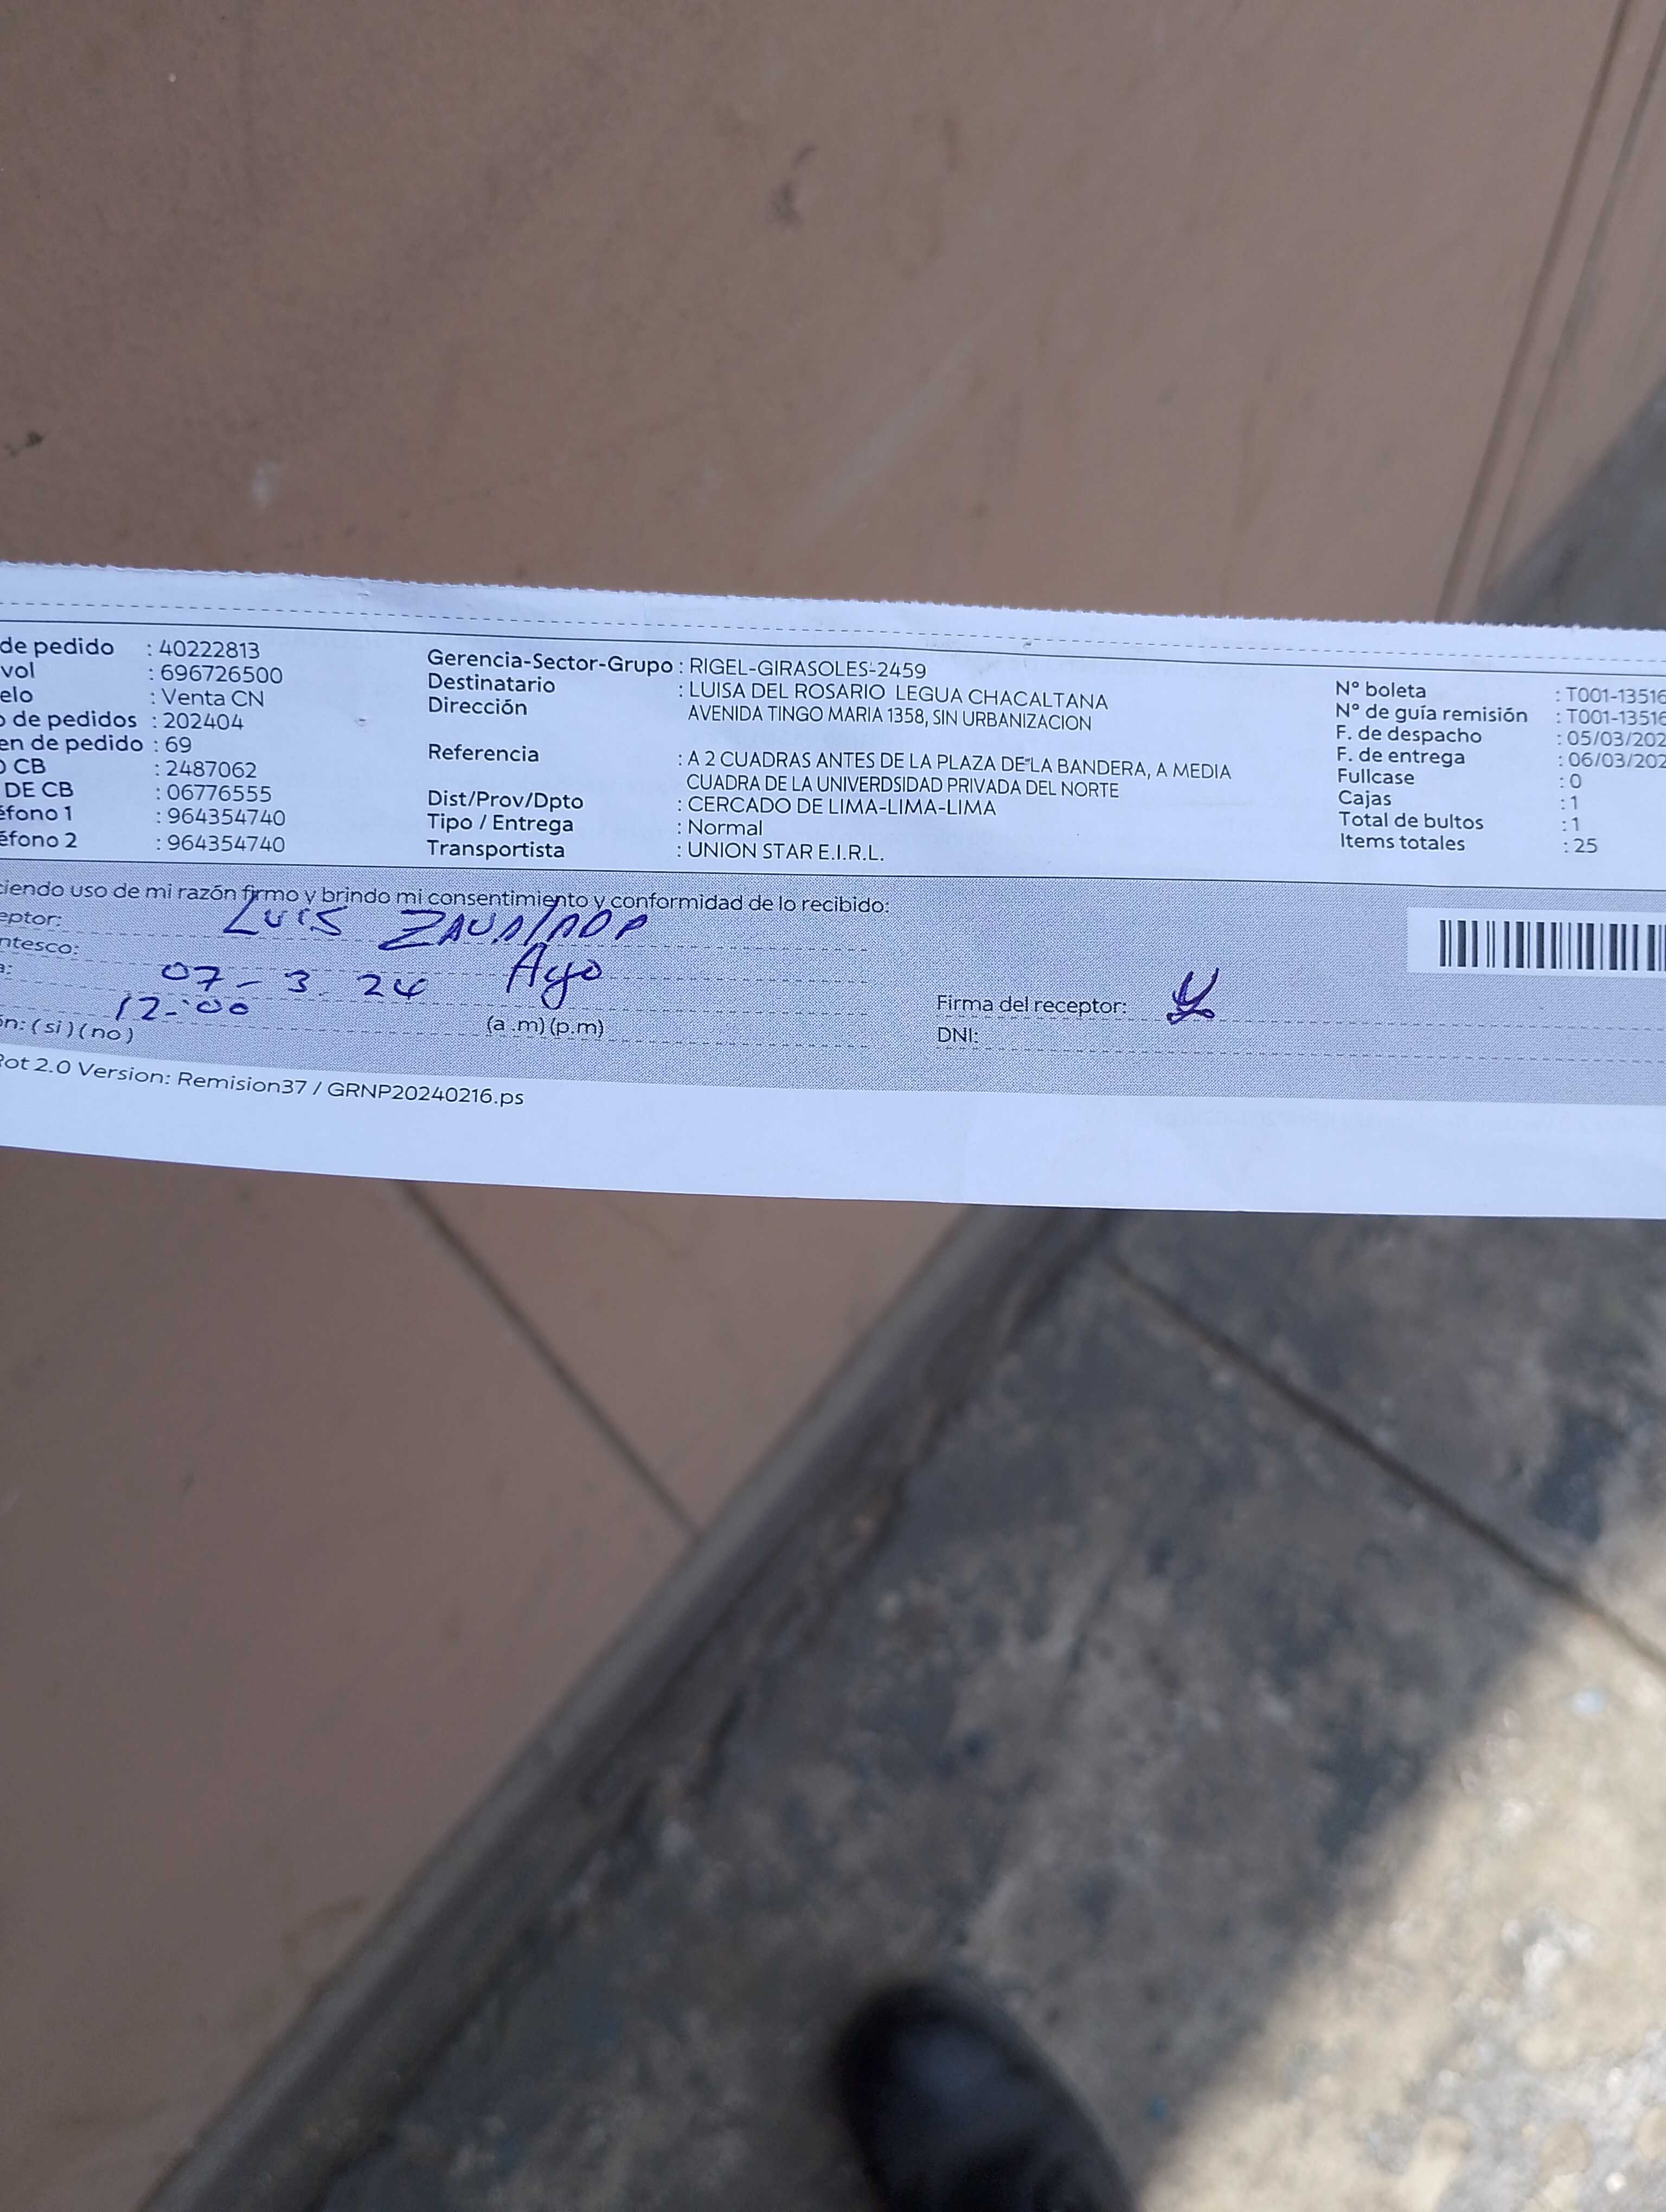 de pedido : 40222813
vol : 696726500
elo : Venta CN
o de pedidos : 202404
en de pedido : 69
O CB : 2487062
DE CB : 06776555
éfono 1 : 964354740
éfono 2 : 964354740
Gerencia-Sector-Grupo : RIGEL-GIRASOLES-2459
Destinatario : LUISA DEL ROSARIO LEGUA CHACALTANA
Dirección AVENIDA TINGO MARIA 1358, SIN URBANIZACION
Referencia : A 2 CUADRAS ANTES DE LA PLAZA DE LA BANDERA, A MEDIA
CUADRA DE LA UNIVERDSIDAD PRIVADA DEL NORTE
Dist/Prov/Dpto : CERCADO DE LIMA-LIMA-LIMA
Tipo / Entrega : Normal
Transportista : UNION STAR E.I.R.L.
N° boleta : T001-13516
N° de guía remisión : T001-13516
F. de despacho : 05/03/202
F. de entrega : 06/03/202
Fullcase : 0
Cajas : 1
Total de bultos : 1
Items totales : 25
ciendo uso de mi razón firmo y brindo mi consentimiento y conformidad de lo recibido:
eptor: LUIS
ntesco:
a: 07-3.24
12:00 (a .m) (p.m)
ón: ( si ) ( no )
Firma del receptor:
DNI:
Rot 2.0 Version: Remision37 / GRNP20240216.ps